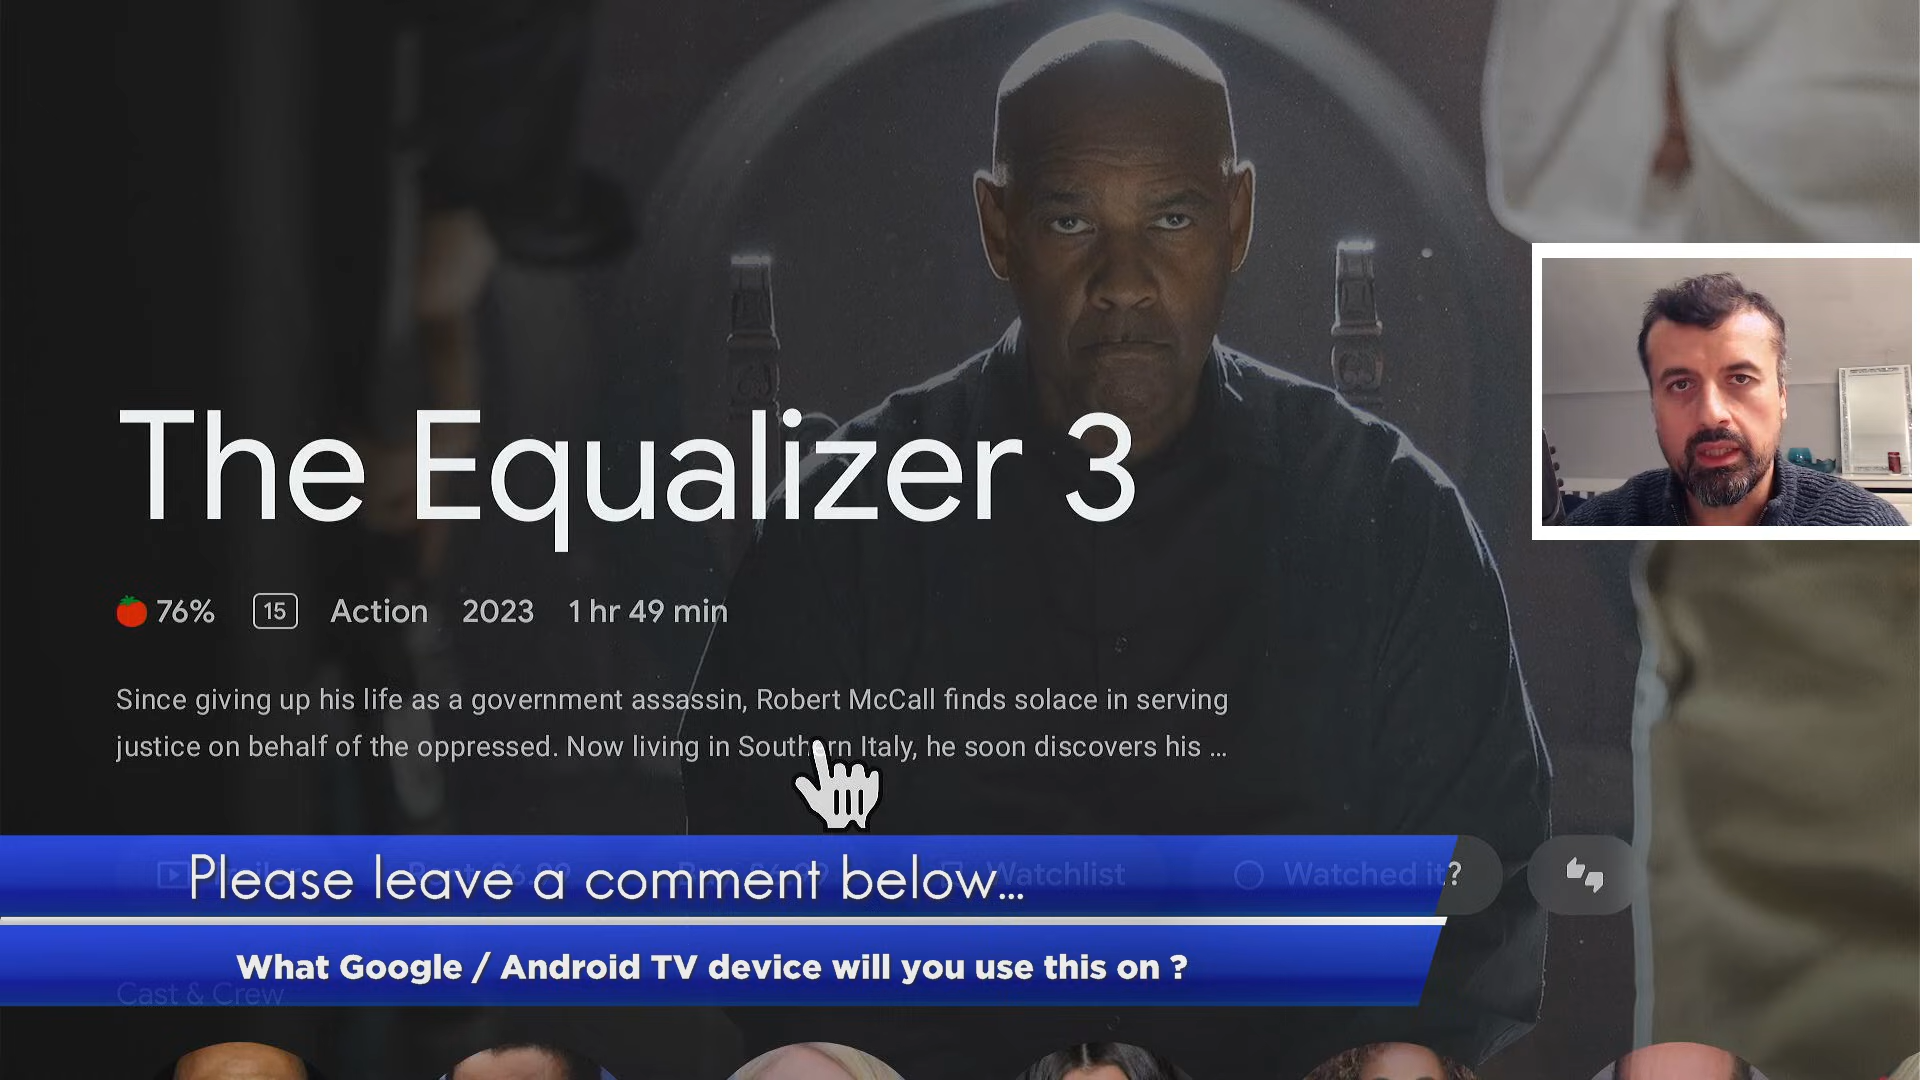 The Equalizer 3
76% 15 Action 2023 1 hr 49 min
Since giving up his life as a government assassin, Robert McCall finds solace in serving
justice on behalf of the oppressed. Now living in Southern Italy, he soon discovers his ...
Please leave a comment below...
Watchlist
Watched it?
What Google / Android TV device will you use this on ?
Cast & Crew